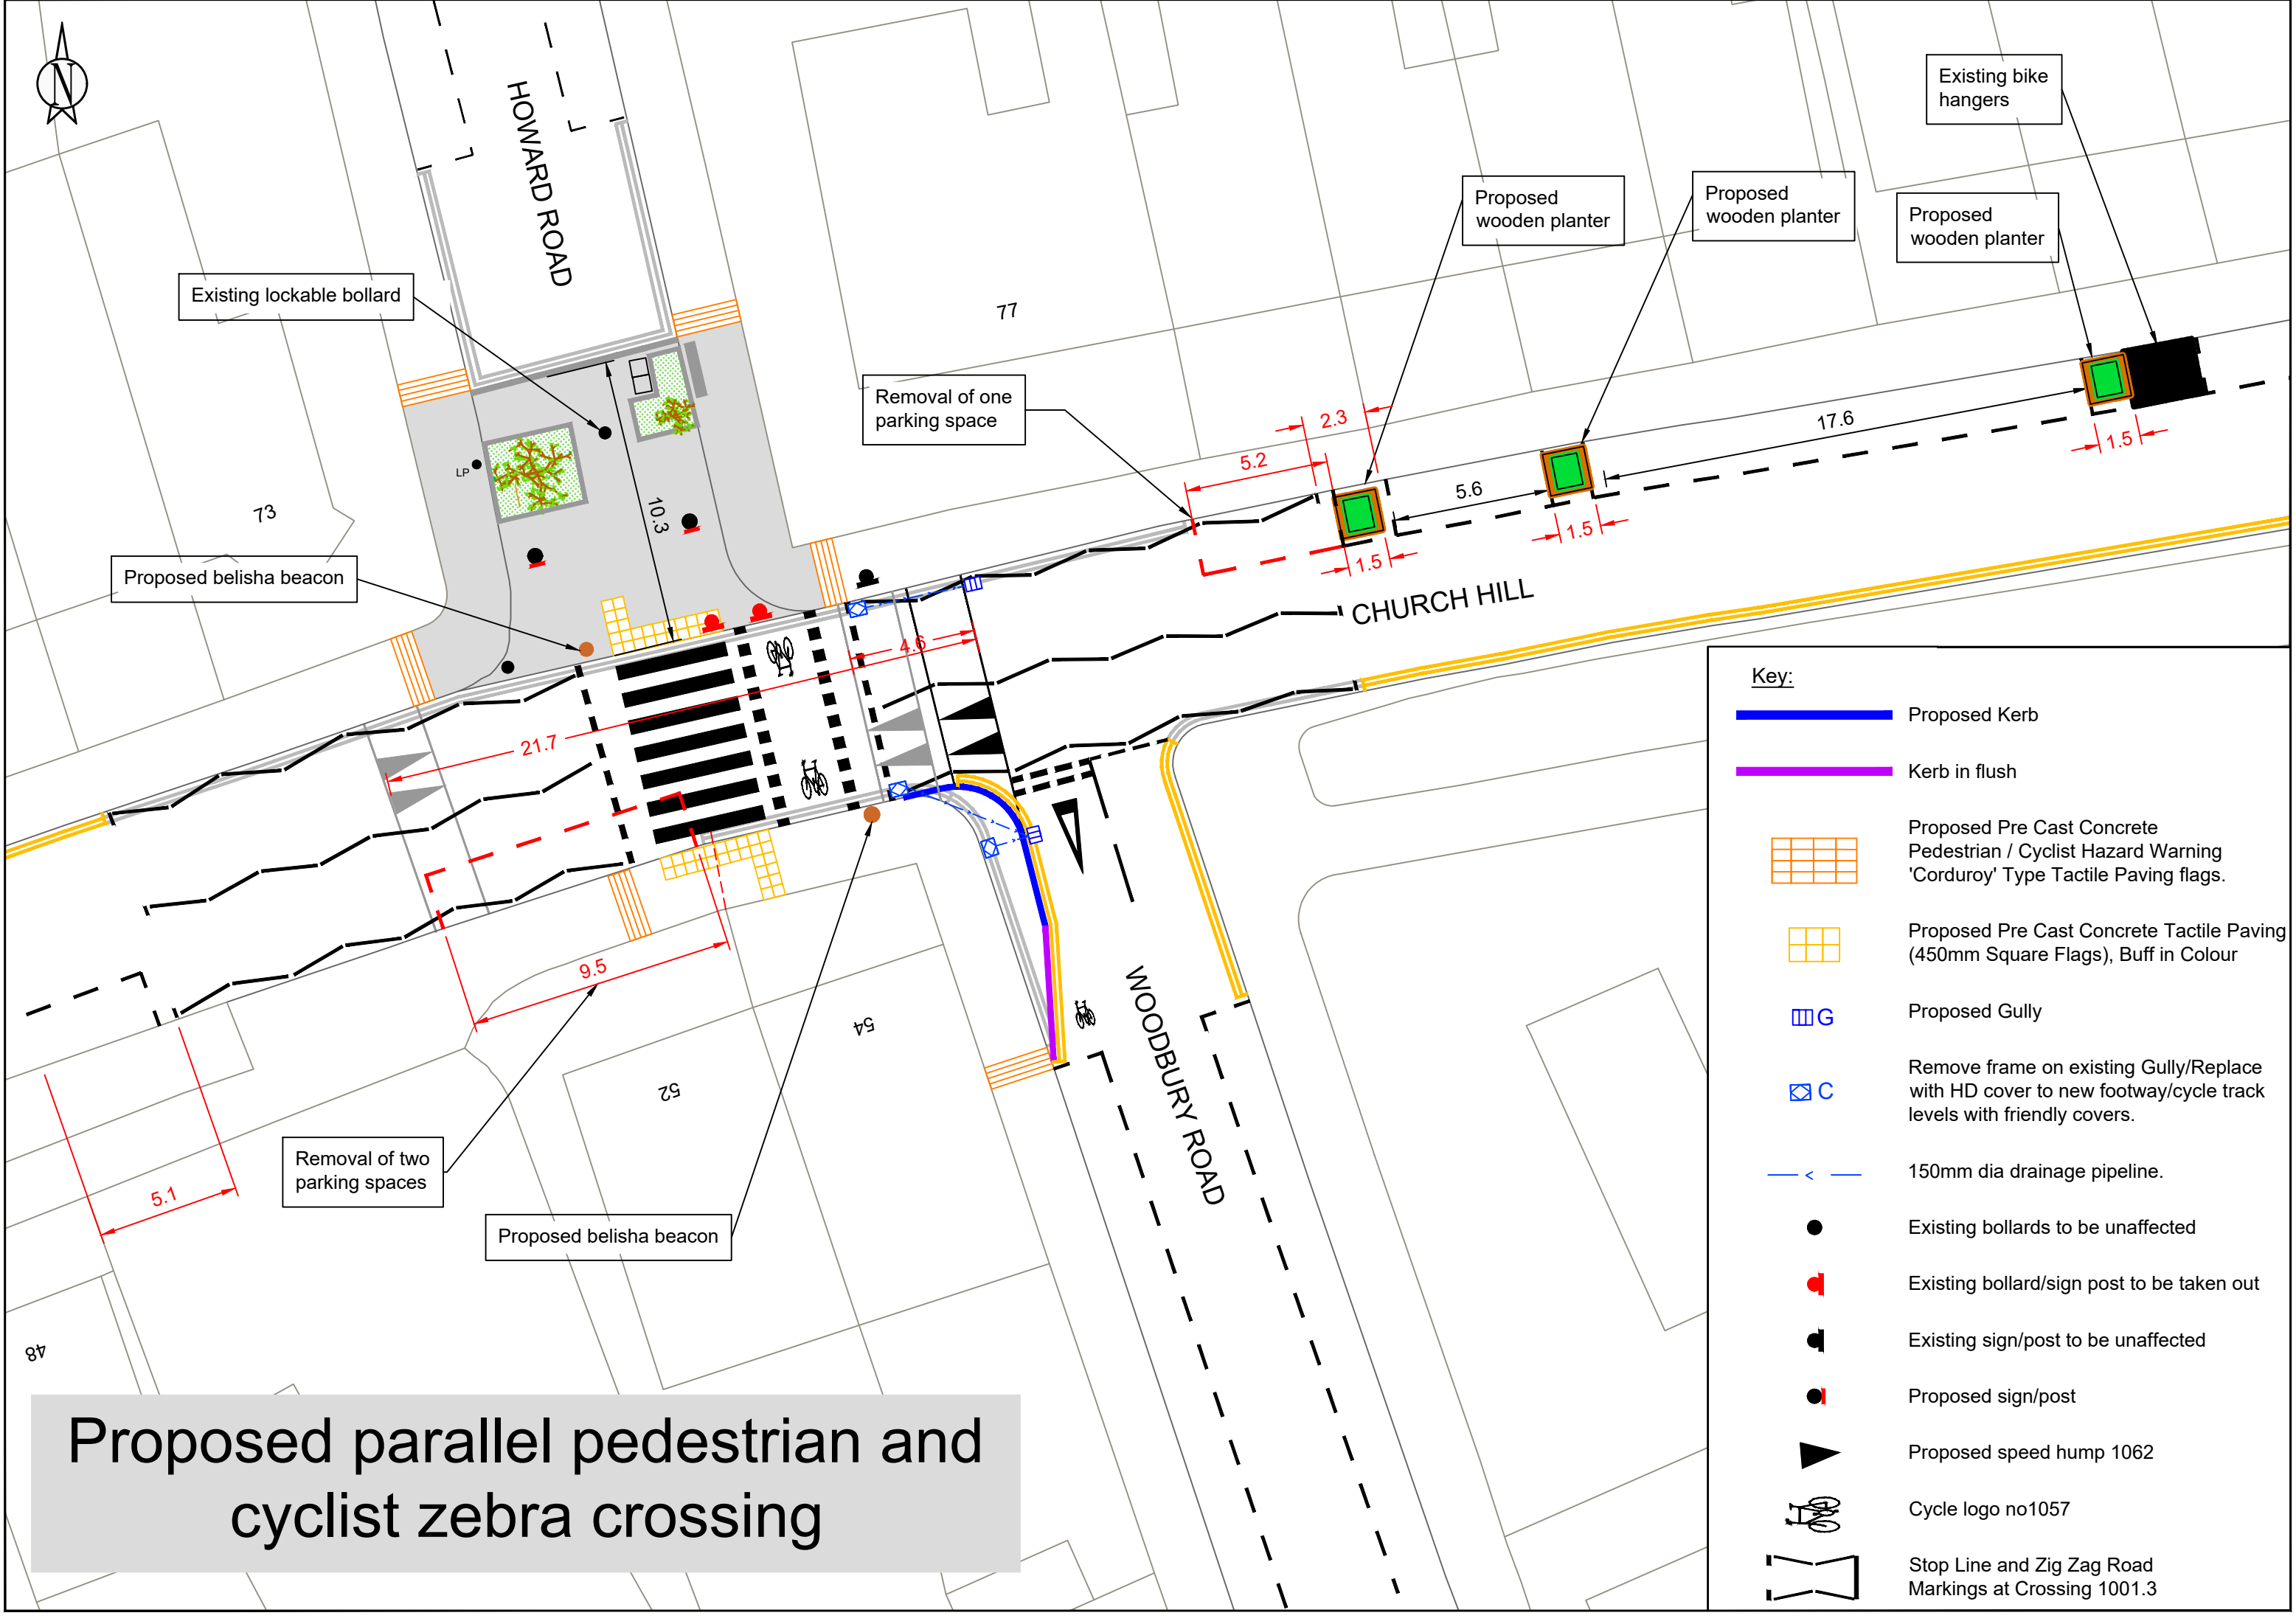 N
HOWARD ROAD
Existing bike
hangers
Proposed
wooden planter
Proposed
wooden planter
Proposed
wooden planter
Existing lockable bollard
77
Removal of one
parking space
2.3
5.2
17.6
1.5
5.6
1.5
1.5
LP
73
10.3
Proposed belisha beacon
CHURCH HILL
4.6
21.7
9.5
54
52
WOODBURY ROAD
Removal of two
parking spaces
5.1
Proposed belisha beacon
48
Proposed parallel pedestrian and
cyclist zebra crossing
Key:
Proposed Kerb
Kerb in flush
Proposed Pre Cast Concrete
Pedestrian / Cyclist Hazard Warning
'Corduroy' Type Tactile Paving flags.
Proposed Pre Cast Concrete Tactile Paving
(450mm Square Flags), Buff in Colour
G
Proposed Gully
C
Remove frame on existing Gully/Replace
with HD cover to new footway/cycle track
levels with friendly covers.
150mm dia drainage pipeline.
Existing bollards to be unaffected
Existing bollard/sign post to be taken out
Existing sign/post to be unaffected
Proposed sign/post
Proposed speed hump 1062
Cycle logo no1057
Stop Line and Zig Zag Road
Markings at Crossing 1001.3